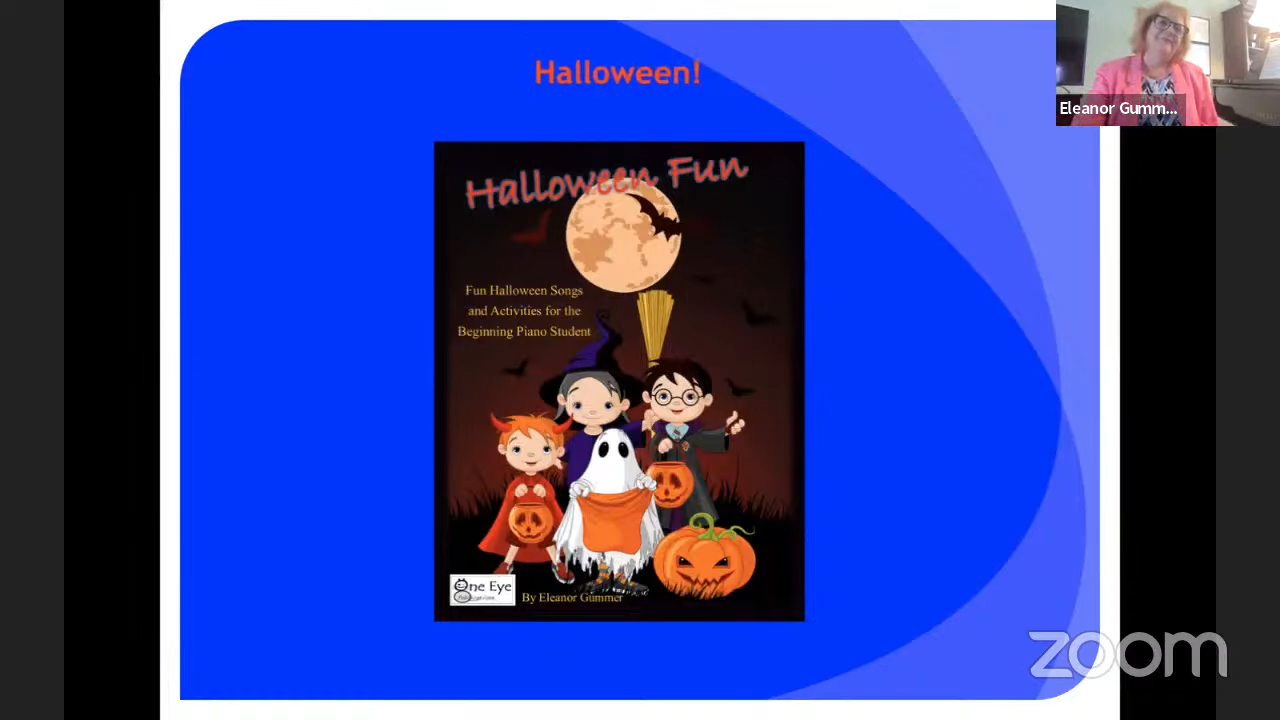 Halloween!
Eleanor Gumm...
Halloween Fun
Fun Halloween Songs
and Activities for the
Beginning Piano Student
One Eye
By Eleanor Gummer
zoom